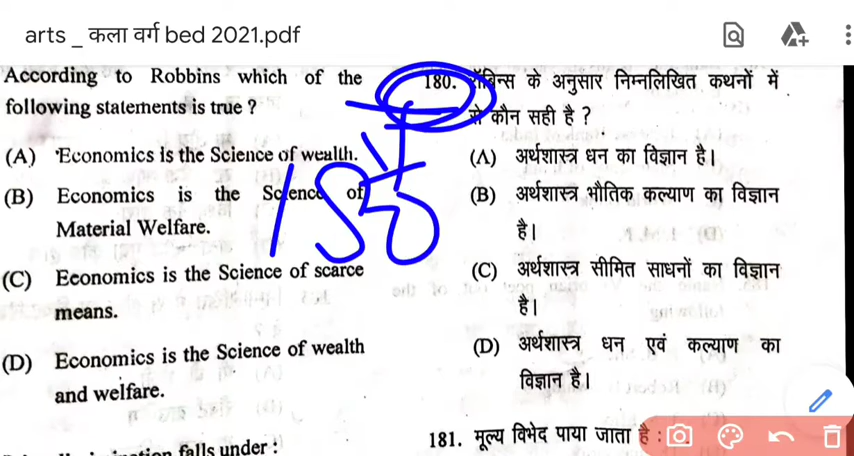 arts _ कला वर्ग bed 2021.pdf
According to Robbins which of the
following statements is true ?
(A) Economics is the Science of wealth.
(B) Economics is the Science of
Material Welfare.
(C) Economics is the Science of scarce
means.
(D) Economics is the Science of wealth
and welfare.
falls under :
180. रॉबिन्स के अनुसार निम्नलिखित कथनों में
से कौन सही है ?
(A) अर्थशास्त्र धन का विज्ञान है।
(B) अर्थशास्त्र भौतिक कल्याण का विज्ञान
है।
(C) अर्थशास्त्र सीमित साधनों का विज्ञान
है।
(D) अर्थशास्त्र धन एवं कल्याण का
विज्ञान है।
181. मूल्य विभेद पाया जाता है :